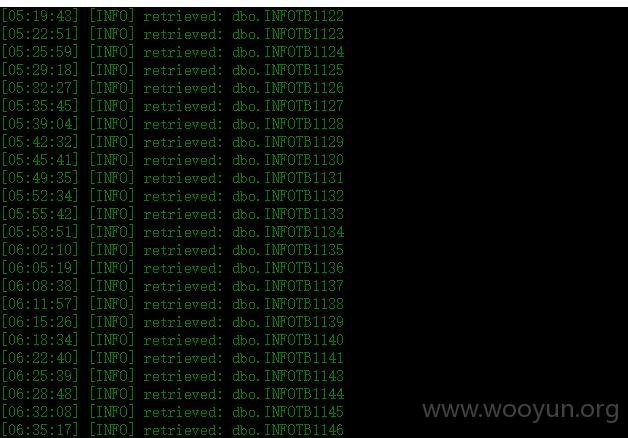 [05:19:48] [INFO] retrieved: dbo.INFOTB1122
[05:22:51] [INFO] retrieved: dbo.INFOTB1123
[05:25:59] [INFO] retrieved: dbo.INFOTB1124
[05:29:18] [INFO] retrieved: dbo.INFOTB1125
[05:32:27] [INFO] retrieved: dbo.INFOTB1126
[05:35:45] [INFO] retrieved: dbo.INFOTB1127
[05:39:04] [INFO] retrieved: dbo.INFOTB1128
[05:42:32] [INFO] retrieved: dbo.INFOTB1129
[05:45:41] [INFO] retrieved: dbo.INFOTB1130
[05:49:35] [INFO] retrieved: dbo.INFOTB1131
[05:52:34] [INFO] retrieved: dbo.INFOTB1132
[05:55:42] [INFO] retrieved: dbo.INFOTB1133
[05:58:51] [INFO] retrieved: dbo.INFOTB1134
[06:02:10] [INFO] retrieved: dbo.INFOTB1135
[06:05:19] [INFO] retrieved: dbo.INFOTB1136
[06:08:38] [INFO] retrieved: dbo.INFOTB1137
[06:11:57] [INFO] retrieved: dbo.INFOTB1138
[06:15:26] [INFO] retrieved: dbo.INFOTB1139
[06:18:34] [INFO] retrieved: dbo.INFOTB1140
[06:22:40] [INFO] retrieved: dbo.INFOTB1141
[06:25:39] [INFO] retrieved: dbo.INFOTB1143
[06:28:48] [INFO] retrieved: dbo.INFOTB1144
[06:32:08] [INFO] retrieved: dbo.INFOTB1145
[06:35:17] [INFO] retrieved: dbo.INFOTB1146
www.wooyun.org